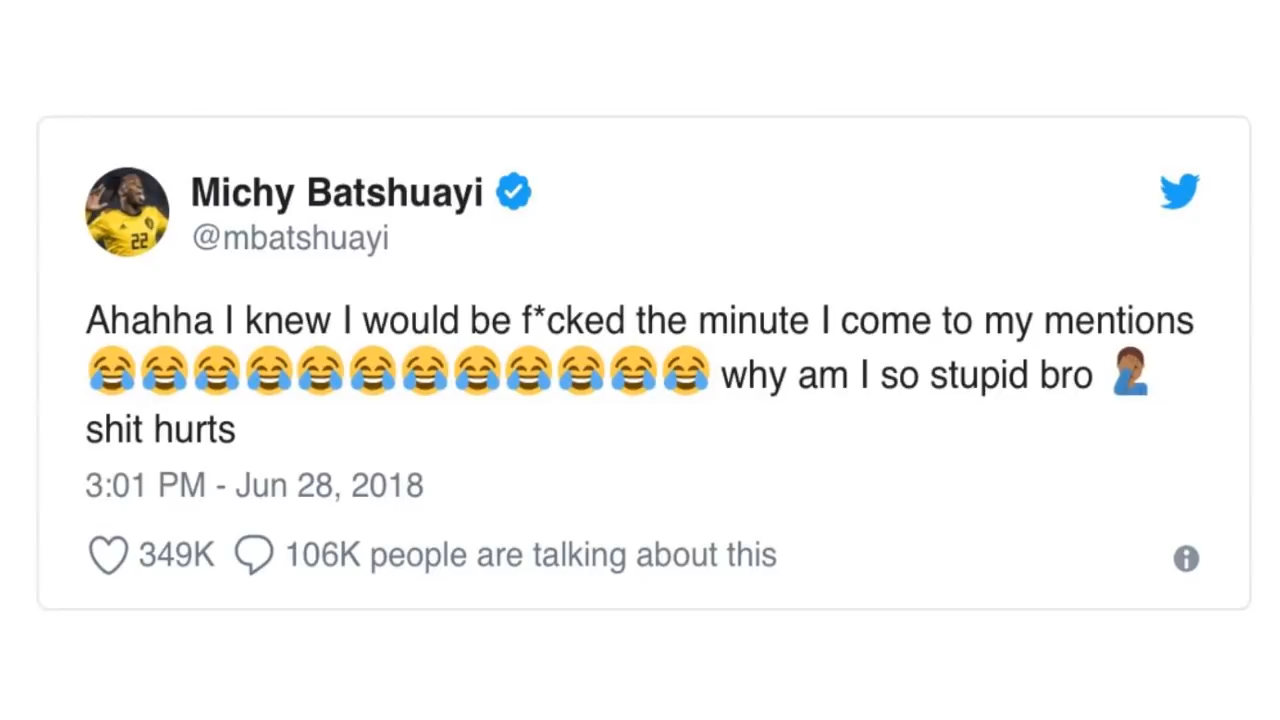 22
Michy Batshuayi
@mbatshuayi
Ahahha I knew I would be f*cked the minute I come to my mentions
😂😂😂😂😂😂😂😂😂😂😂😂 why am I so stupid bro 🤦🏾‍♂️
shit hurts
3:01 PM - Jun 28, 2018
349K 106K people are talking about this